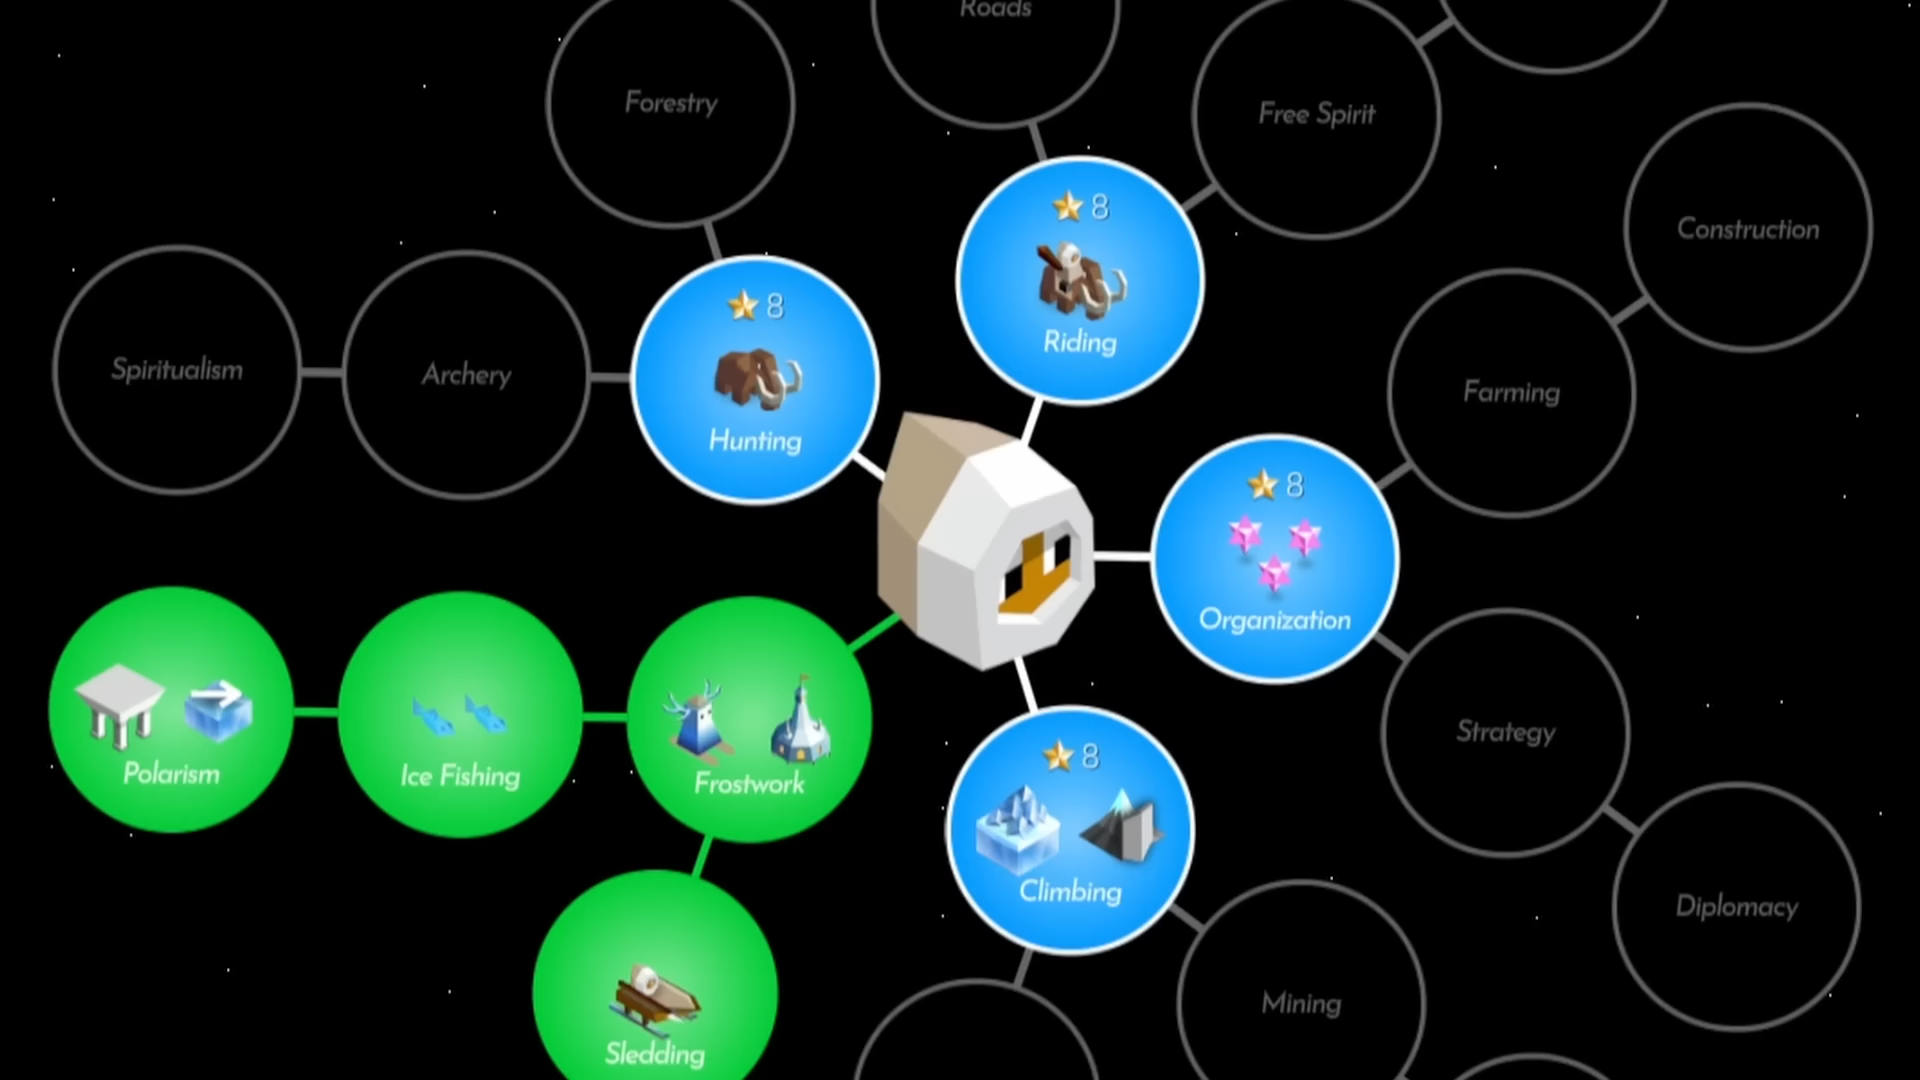 Roads
Forestry
Free Spirit
8
Riding
Construction
8
Hunting
Spiritualism
Archery
Farming
8
Organization
Polarism
Ice Fishing
Frostwork
Strategy
8
Climbing
Diplomacy
Mining
Sledding